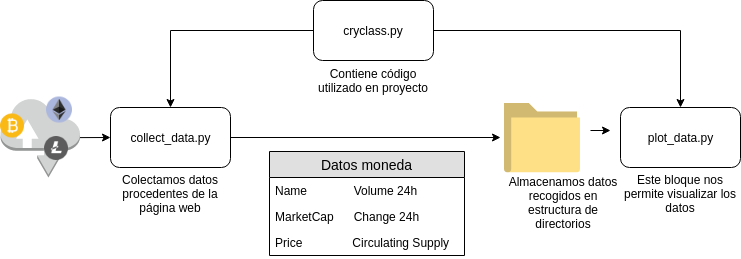 cryclass.py
Contiene código
utilizado en proyecto
collect_data.py
Colectamos datos
procedentes de la
página web
Datos moneda
Name Volume 24h
MarketCap Change 24h
Price Circulating Supply
Almacenamos datos
recogidos en
estructura de
directorios
plot_data.py
Este bloque nos
permite visualizar los
datos